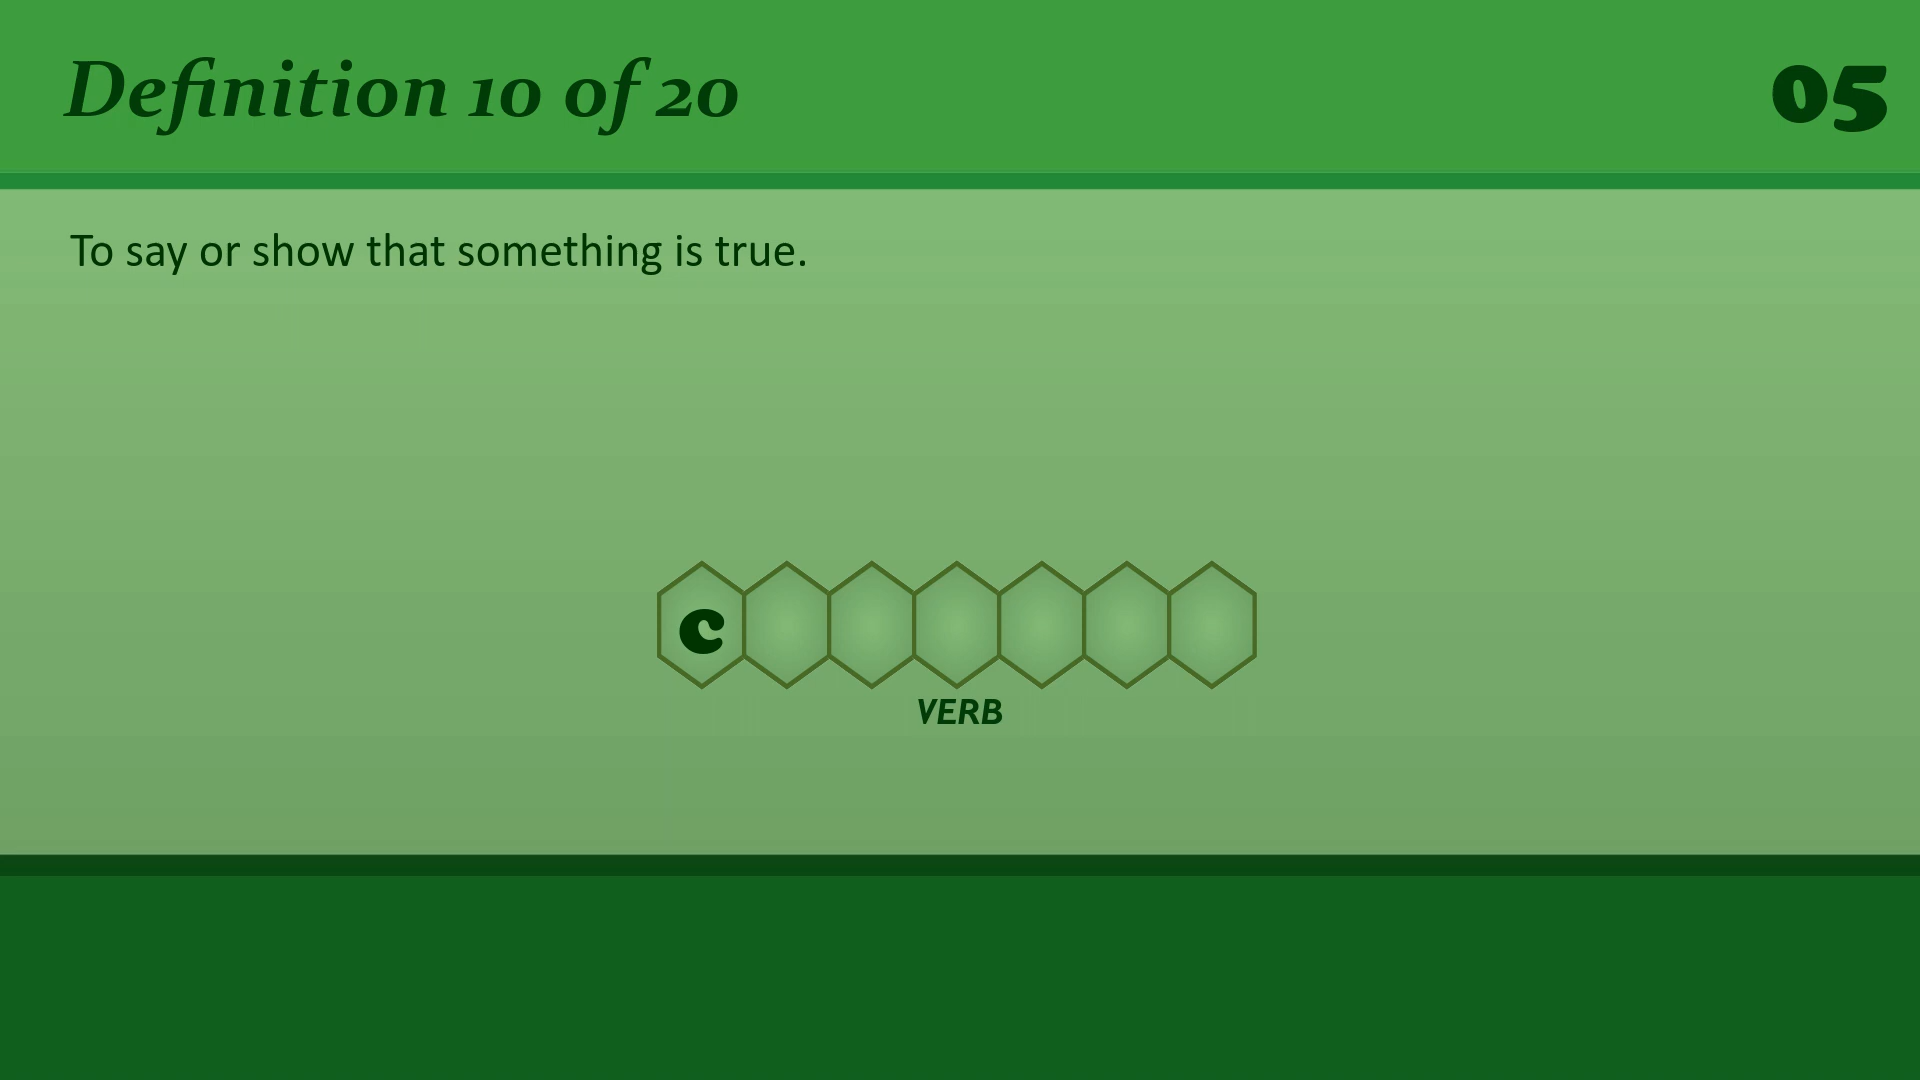 Definition 10 of 20
05
To say or show that something is true.
C
VERB